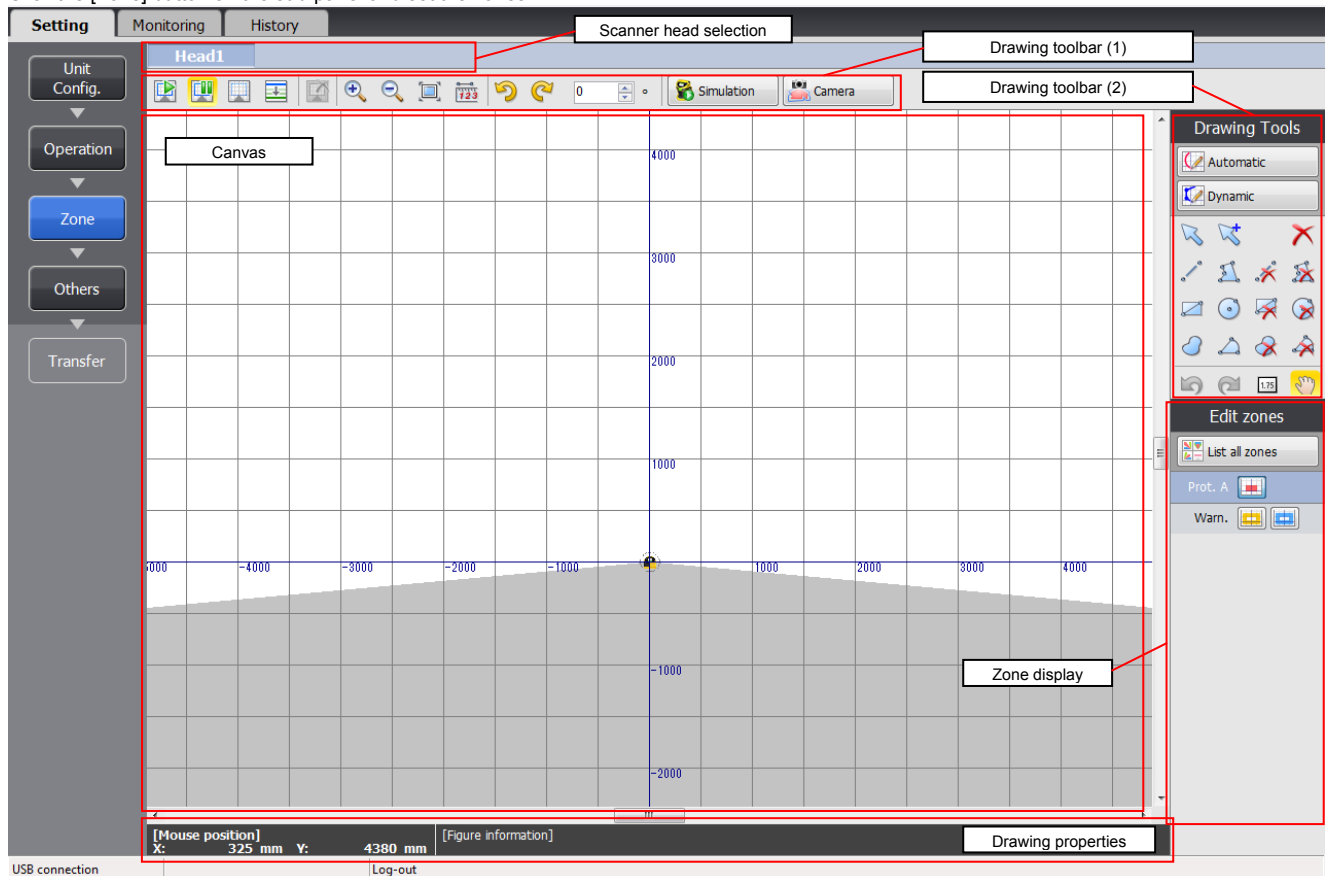 Setting Monitoring History
Scanner head selection
Head1
Drawing toolbar (1)
Unit
Config.
0 Simulation Camera
Drawing toolbar (2)
Operation
Zone
Others
Transfer
Canvas
4000
3000
2000
1000
-4000 -3000 -2000 -1000 1000 2000 3000 4000
-1000
-2000
Drawing Tools
Automatic
Dynamic
1.75
Edit zones
List all zones
Prot. A
Warn.
Zone display
[Mouse position] [Figure information]
X: 325 mm Y: 4380 mm
Drawing properties
USB connection Log-out